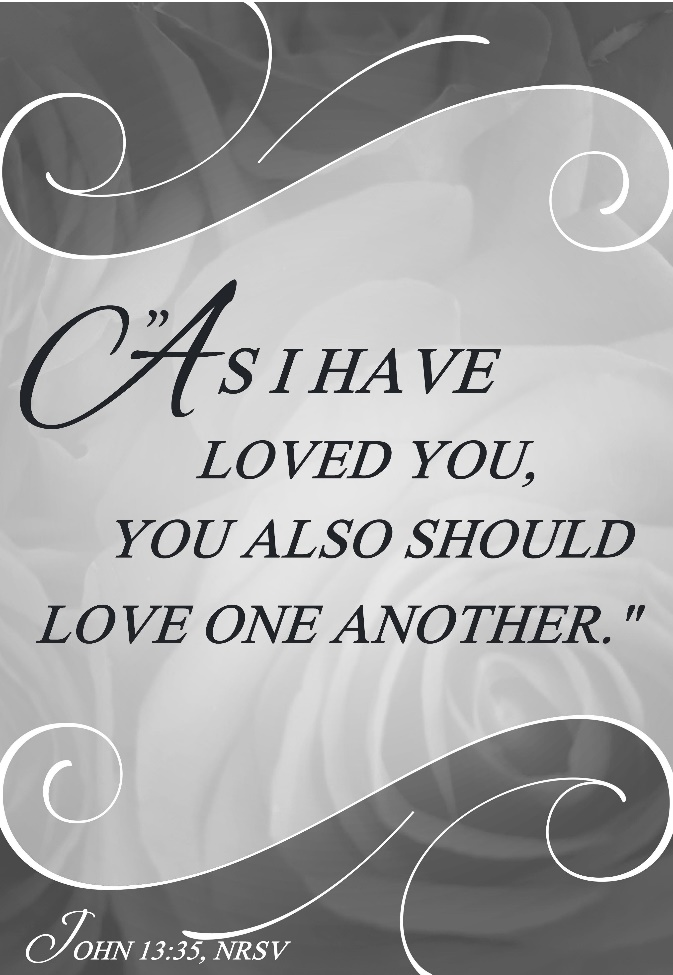 ”AS I HAVE
LOVED YOU,
YOU ALSO SHOULD
LOVE ONE ANOTHER."
JOHN 13:35, NRSV